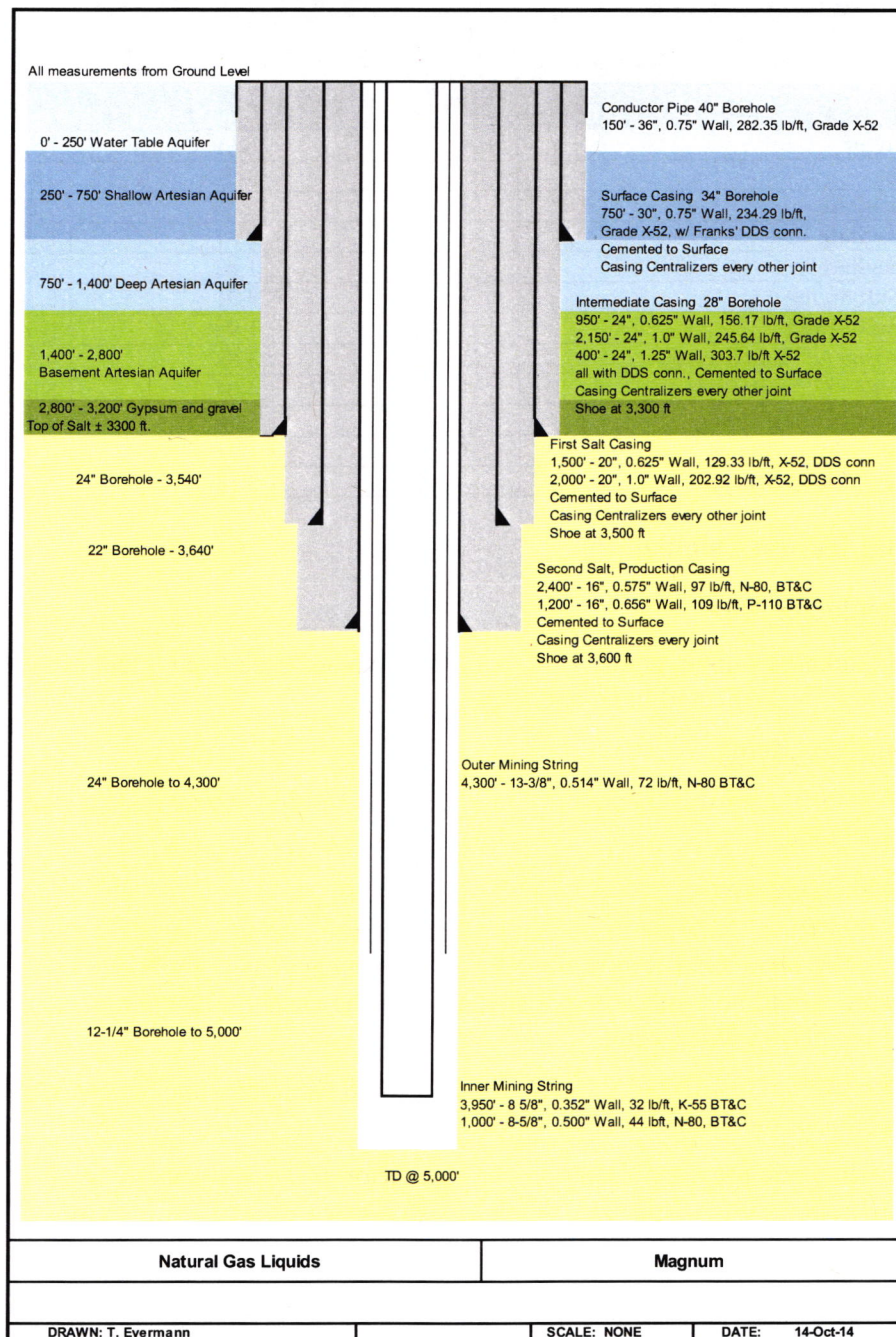 All measurements from Ground Level
0' - 250' Water Table Aquifer
250' - 750' Shallow Artesian Aquifer
750' - 1,400' Deep Artesian Aquifer
1,400' - 2,800'
Basement Artesian Aquifer
2,800' - 3,200' Gypsum and gravel
Top of Salt ± 3300 ft.
24" Borehole - 3,540'
22" Borehole - 3,640'
24" Borehole to 4,300'
12-1/4" Borehole to 5,000'
Conductor Pipe 40" Borehole
150' - 36", 0.75" Wall, 282.35 lb/ft, Grade X-52
Surface Casing 34" Borehole
750' - 30", 0.75" Wall, 234.29 lb/ft,
Grade X-52, w/ Franks' DDS conn.
Cemented to Surface
Casing Centralizers every other joint
Intermediate Casing 28" Borehole
950' - 24", 0.625" Wall, 156.17 lb/ft, Grade X-52
2,150' - 24", 1.0" Wall, 245.64 lb/ft, Grade X-52
400' - 24", 1.25" Wall, 303.7 lb/ft X-52
all with DDS conn., Cemented to Surface
Casing Centralizers every other joint
Shoe at 3,300 ft
First Salt Casing
1,500' - 20", 0.625" Wall, 129.33 lb/ft, X-52, DDS conn
2,000' - 20", 1.0" Wall, 202.92 lb/ft, X-52, DDS conn
Cemented to Surface
Casing Centralizers every other joint
Shoe at 3,500 ft
Second Salt, Production Casing
2,400' - 16", 0.575" Wall, 97 lb/ft, N-80, BT&C
1,200' - 16", 0.656" Wall, 109 lb/ft, P-110 BT&C
Cemented to Surface
Casing Centralizers every joint
Shoe at 3,600 ft
Outer Mining String
4,300' - 13-3/8", 0.514" Wall, 72 lb/ft, N-80 BT&C
Inner Mining String
3,950' - 8 5/8", 0.352" Wall, 32 lb/ft, K-55 BT&C
1,000' - 8-5/8", 0.500" Wall, 44 lbft, N-80, BT&C
TD @ 5,000'
Natural Gas Liquids
Magnum
DRAWN: T. Evermann
SCALE: NONE
DATE: 14-Oct-14